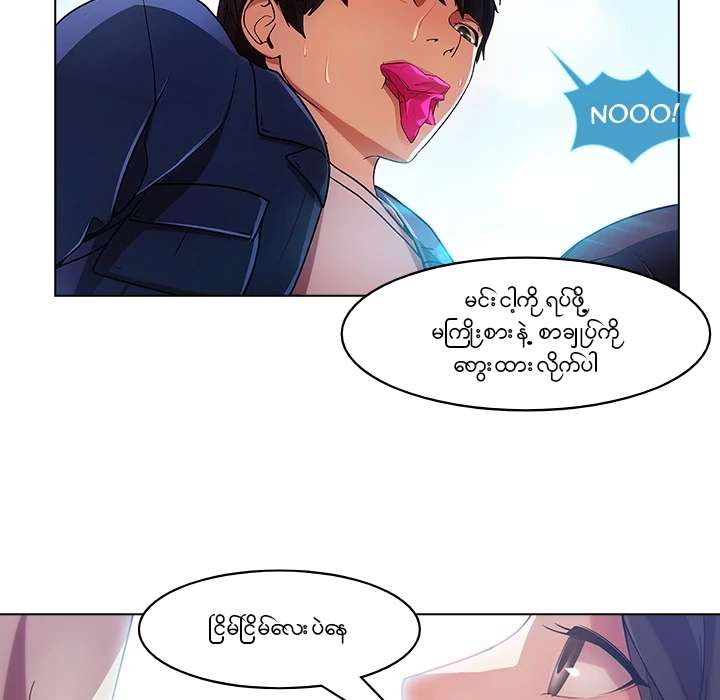 NOOO!
မင်း ငါ့ကို ရပ်ဖို့
မကြိုးစားနဲ့ စာချုပ်ကို
တွေးထားလိုက်ပါ
ငြိမ်ငြိမ်လေးပဲနေ